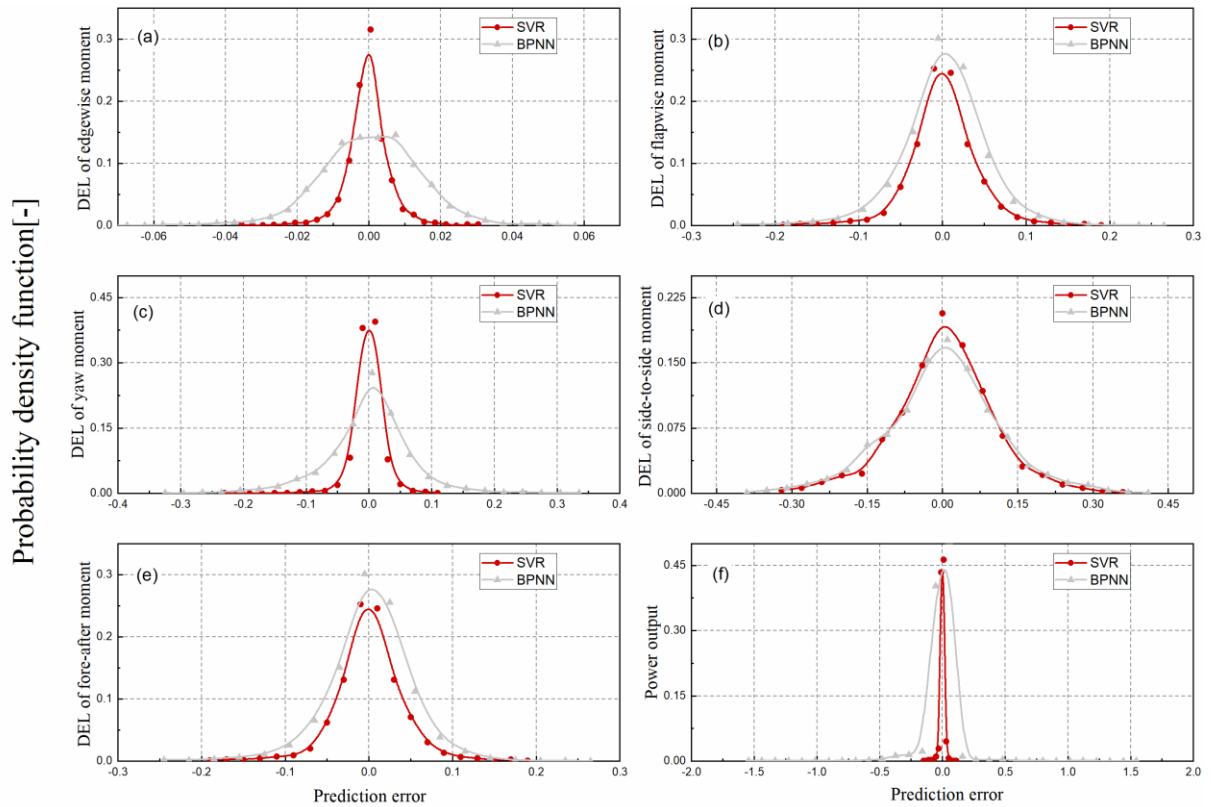 Probability density function[-]
(a)
SVR
BPNN
DEL of edgewise moment
0.3
0.2
0.1
0.0
-0.06 -0.04 -0.02 0.00 0.02 0.04 0.06
(b)
SVR
BPNN
DEL of flapwise moment
0.3
0.2
0.1
0.0
-0.3 -0.2 -0.1 0.0 0.1 0.2 0.3
(c)
SVR
BPNN
DEL of yaw moment
0.45
0.30
0.15
0.00
-0.4 -0.3 -0.2 -0.1 0.0 0.1 0.2 0.3 0.4
(d)
SVR
BPNN
DEL of side-to-side moment
0.225
0.150
0.075
0.000
-0.45 -0.30 -0.15 0.00 0.15 0.30 0.45
(e)
SVR
BPNN
DEL of fore-after moment
0.3
0.2
0.1
0.0
-0.3 -0.2 -0.1 0.0 0.1 0.2 0.3
Prediction error
(f)
SVR
BPNN
Power output
0.45
0.30
0.15
0.00
-2.0 -1.5 -1.0 -0.5 0.0 0.5 1.0 1.5 2.0
Prediction error